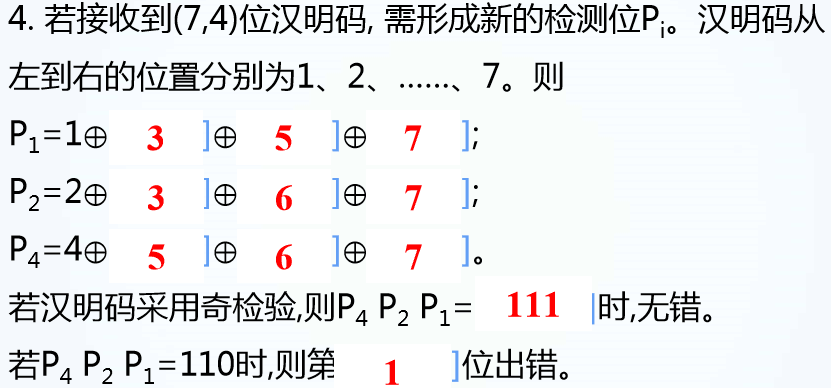 4. 若接收到(7,4)位汉明码, 需形成新的检测位Pᵢ。汉明码从
左到右的位置分别为1、2、……、7。则
P₁=1⊕ 3 ]⊕ 5 ]⊕ 7 ];
P₂=2⊕ 3 ]⊕ 6 ]⊕ 7 ];
P₄=4⊕ 5 ]⊕ 6 ]⊕ 7 ]。
若汉明码采用奇检验,则P₄ P₂ P₁= 111 |时,无错。
若P₄ P₂ P₁=110时,则第 1 ]位出错。